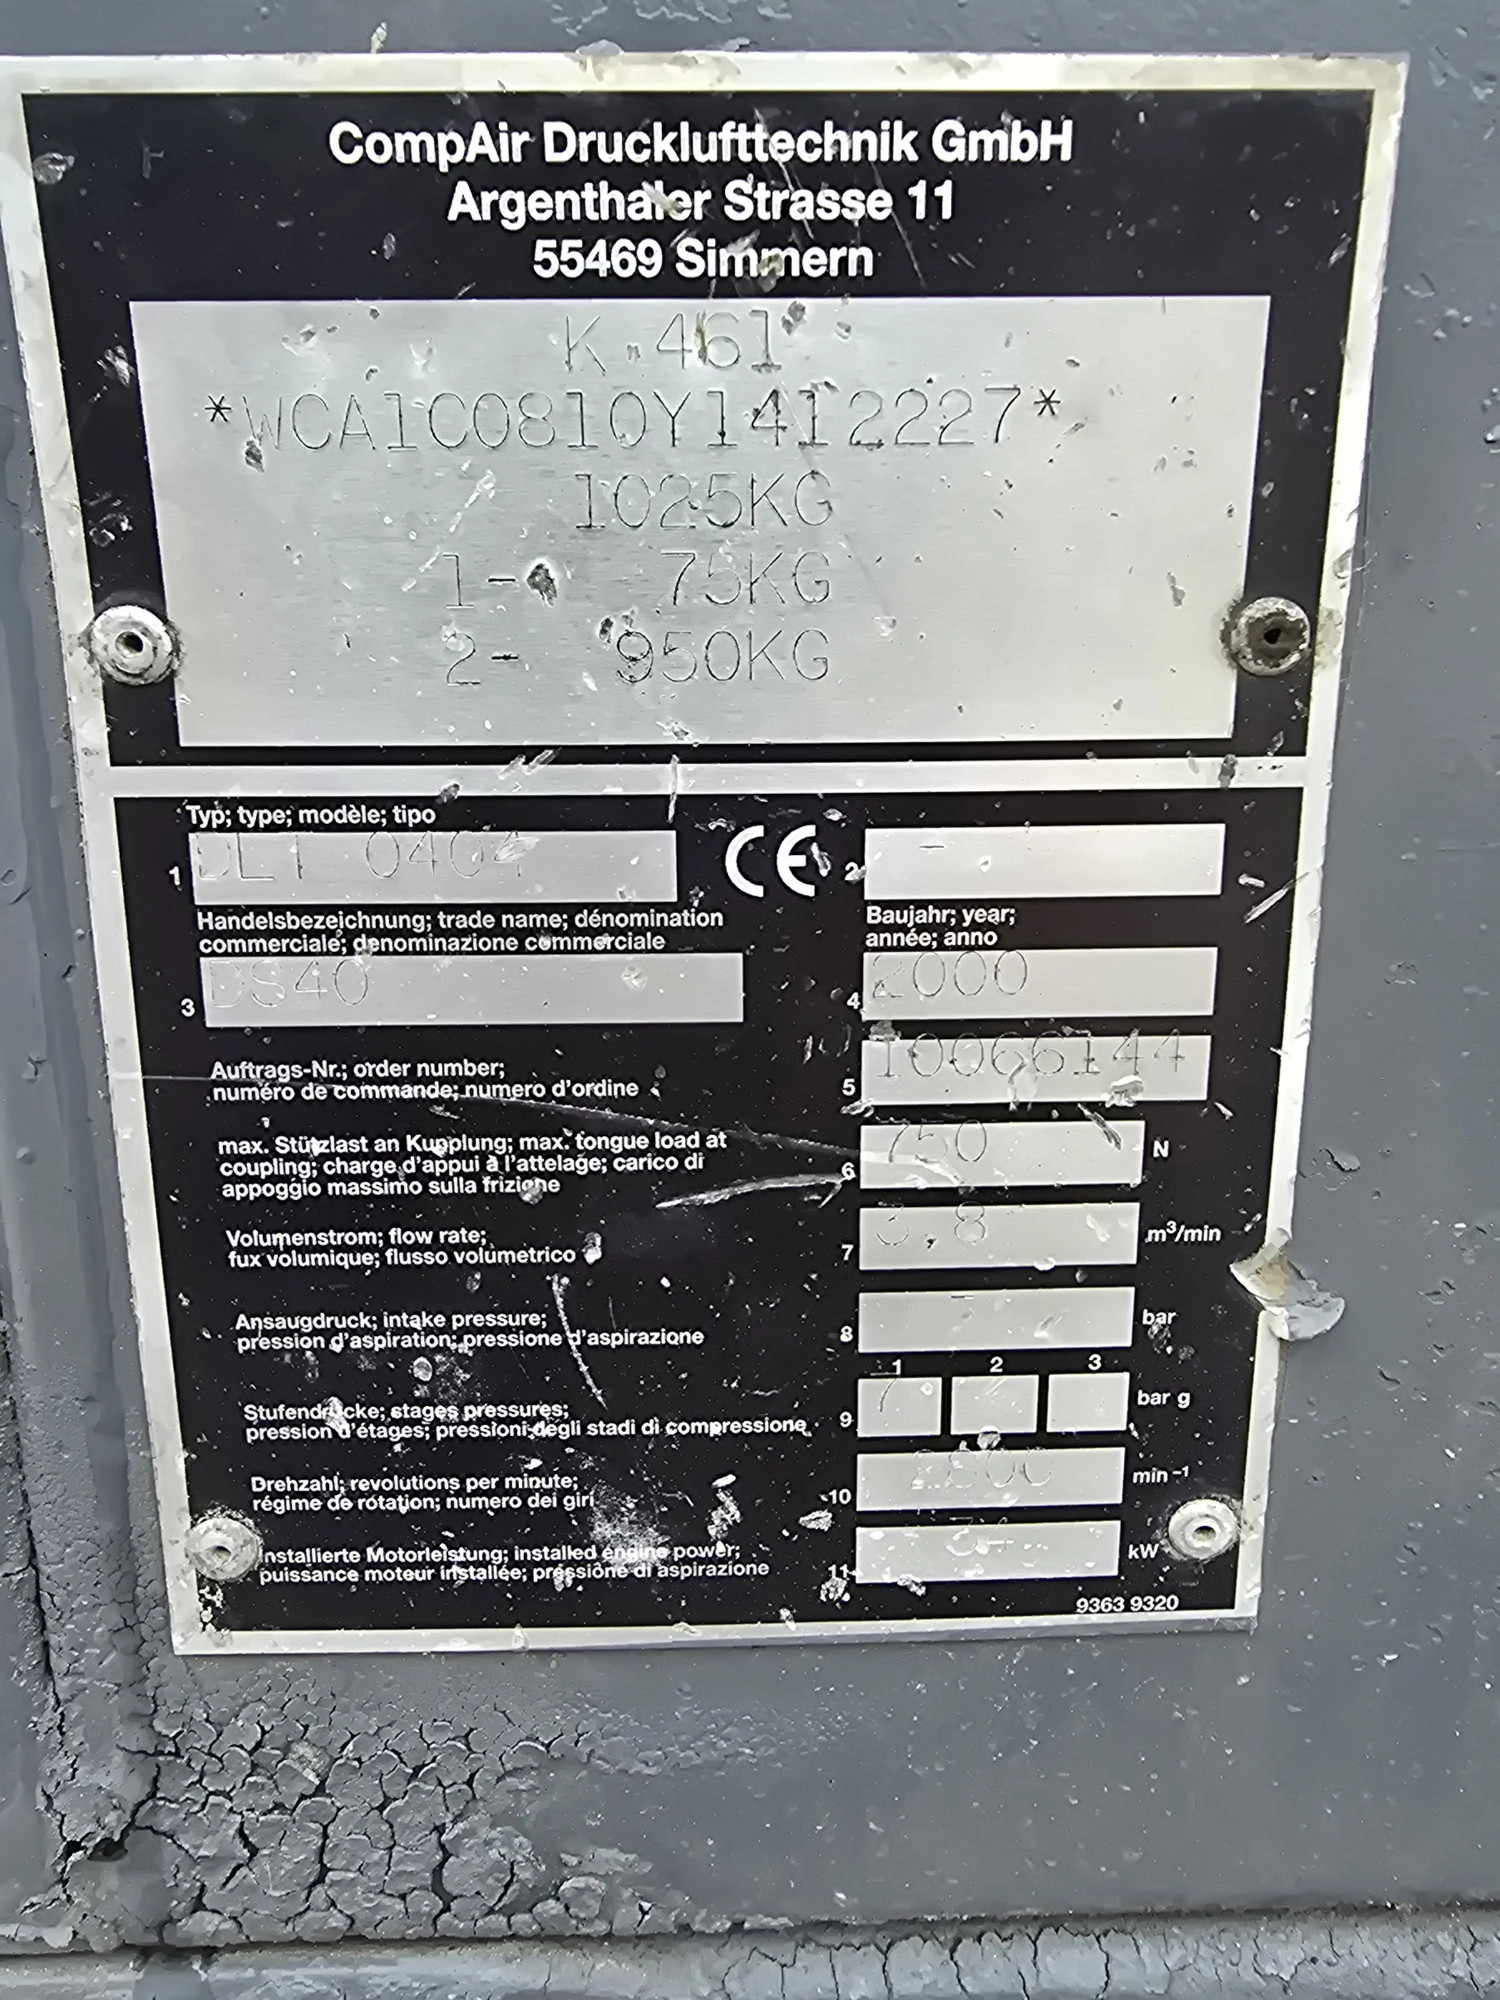 CompAir Drucklufttechnik GmbH
Argenthaler Strasse 11
55469 Simmern
K.461
*WCA1C0810Y1412227*
1025KG
1- 75KG
2- 950KG
Typ; type; modèle; tipo
1 DLT 0404 CE 2 -
Handelsbezeichnung; trade name; dénomination
commerciale; denominazione commerciale
3 DS40
Baujahr; year;
année; anno
4 2000
Auftrags-Nr.; order number;
numéro de commande; numero d'ordine
5 10066144
max. Stützlast an Kupplung; max. tongue load at
coupling; charge d'appui à l'attelage; carico di
appoggio massimo sulla frizione
6 750 N
Volumenstrom; flow rate;
fux volumique; flusso volumetrico
7 3,8 m³/min
Ansaugdruck; intake pressure;
pression d'aspiration; pressione d'aspirazione
8 - bar
1 2 3
Stufendrücke; stages pressures;
pression d'étages; pressioni degli stadi di compressione
9 7 bar g
Drehzahl; revolutions per minute;
régime de rotation; numero dei giri
10 2800 min⁻¹
Installierte Motorleistung; installed engine power;
puissance moteur installée; pressione di aspirazione
11 kW
9363 9320